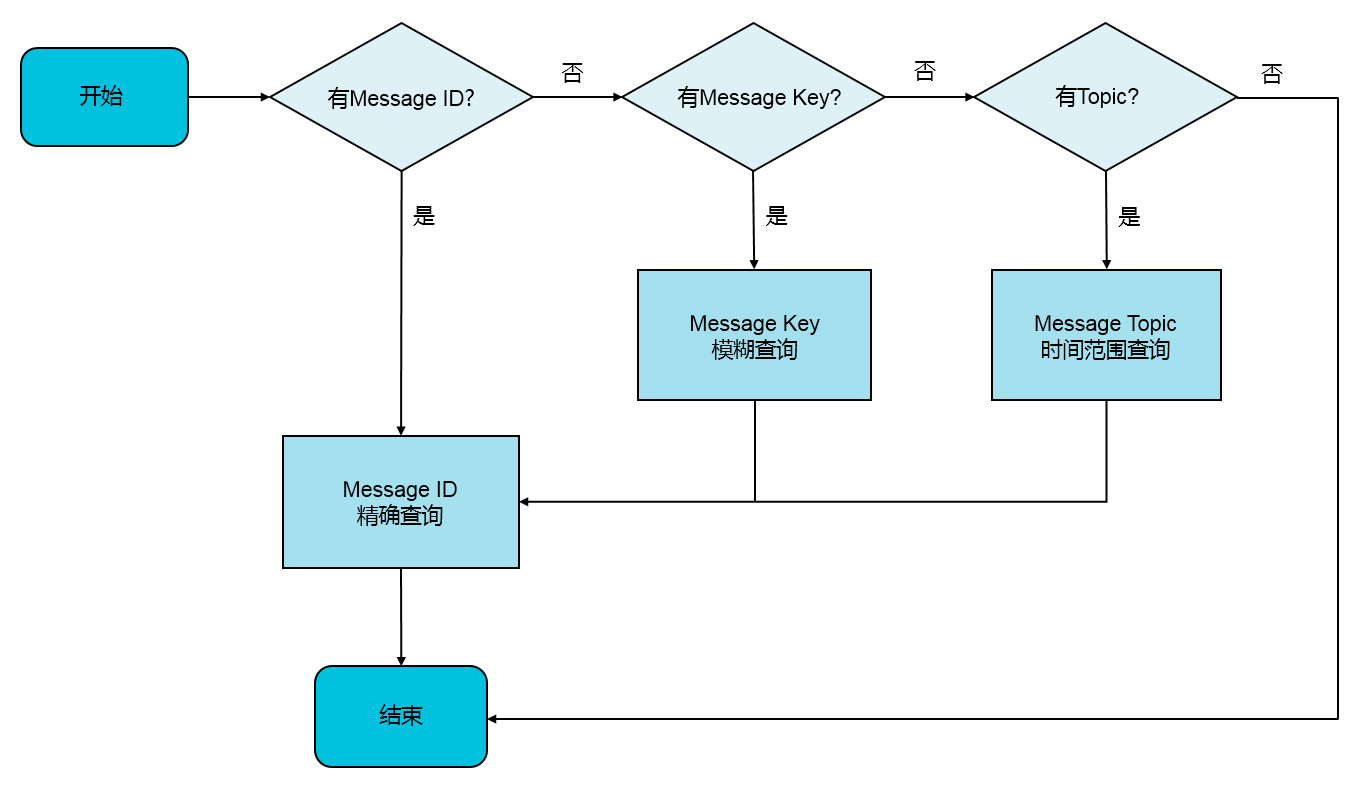 开始
有Message ID?
否
有Message Key?
否
有Topic?
否
是
是
是
Message Key
模糊查询
Message Topic
时间范围查询
Message ID
精确查询
结束